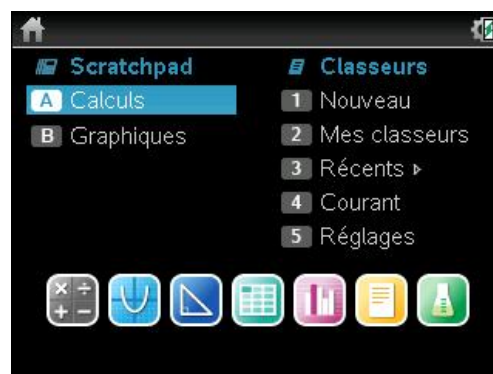 Scratchpad
A Calculs
B Graphiques
Classeurs
1 Nouveau
2 Mes classeurs
3 Récents ▸
4 Courant
5 Réglages